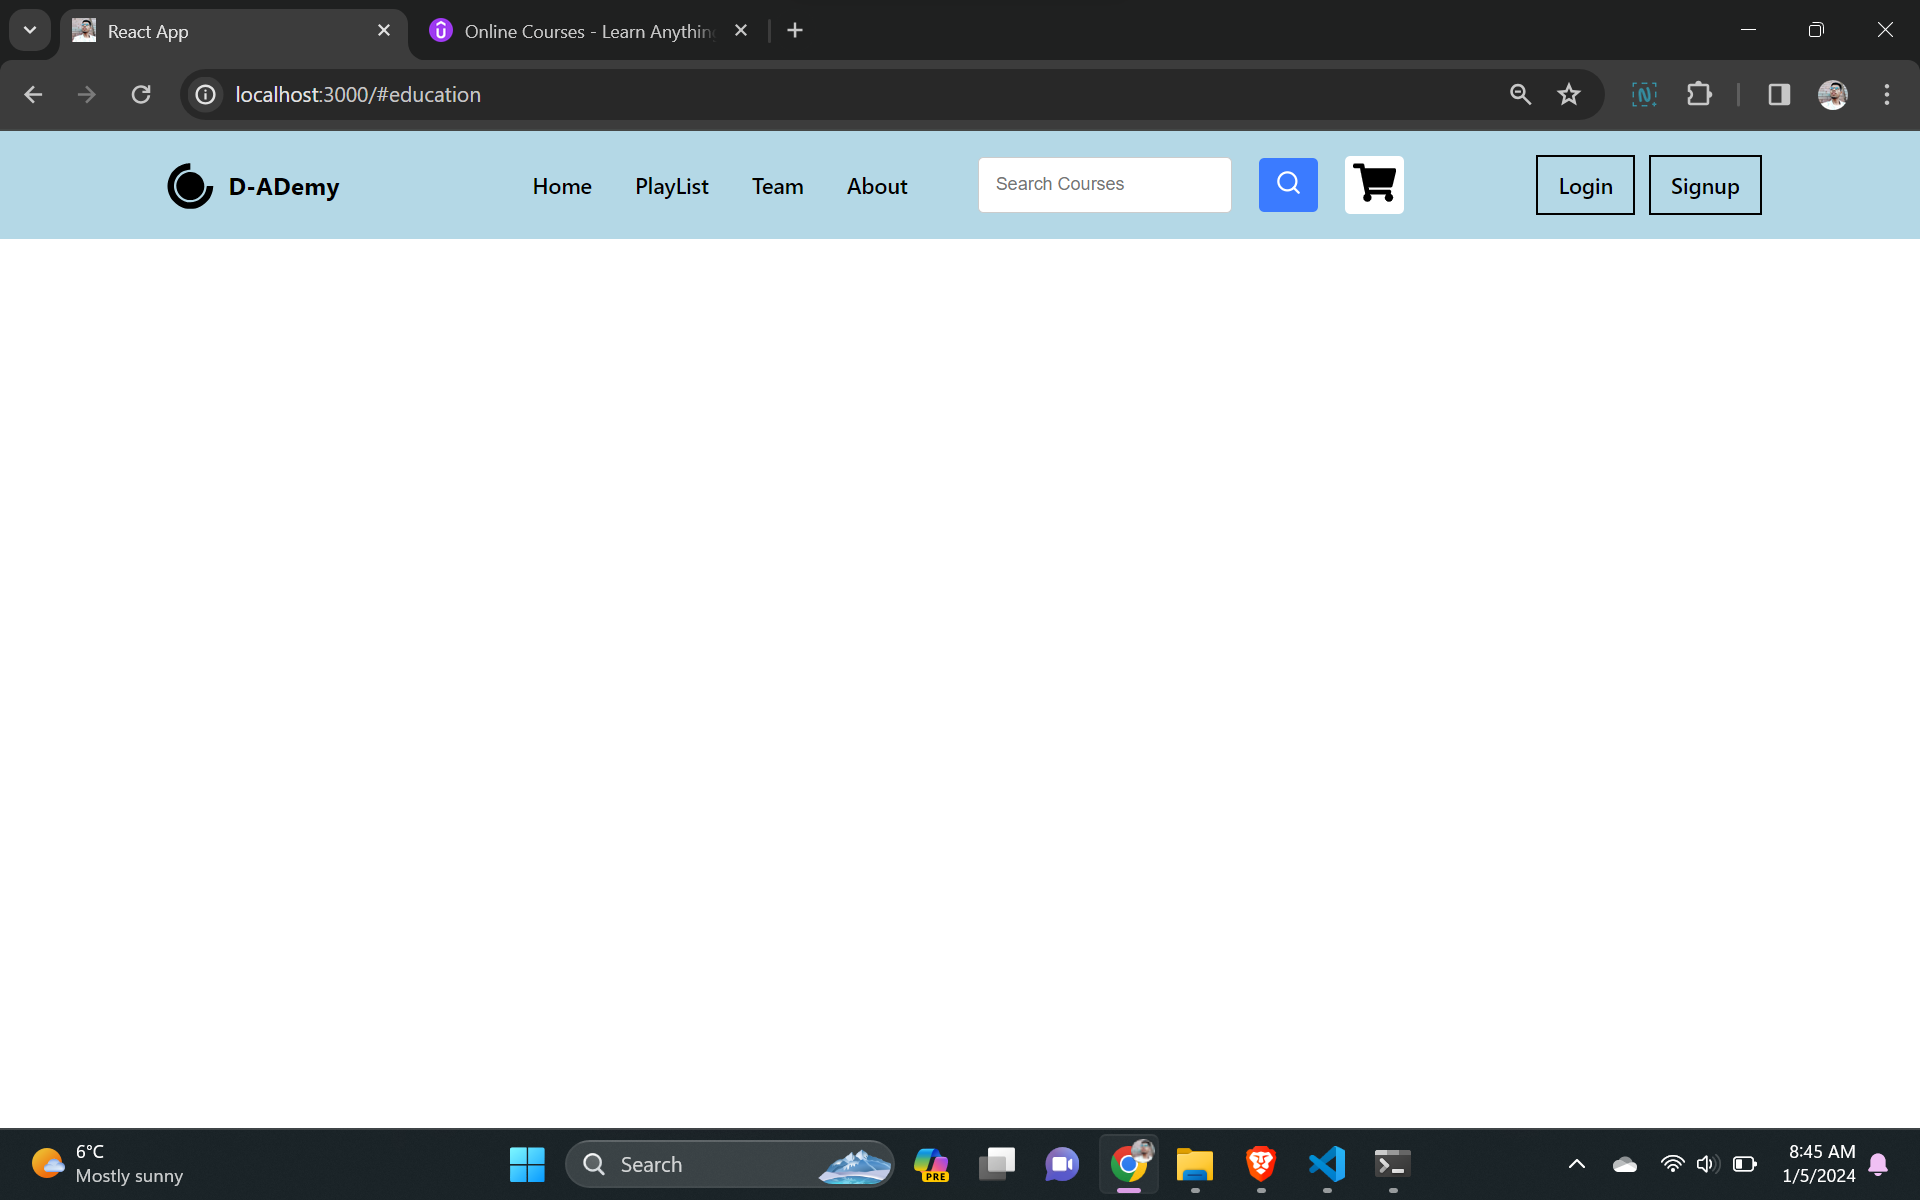 React App
Online Courses - Learn Anythin
localhost:3000/#education
D-ADemy
Home
PlayList
Team
About
Search Courses
Login
Signup
6°C
Mostly sunny
Search
PRE
8:45 AM
1/5/2024